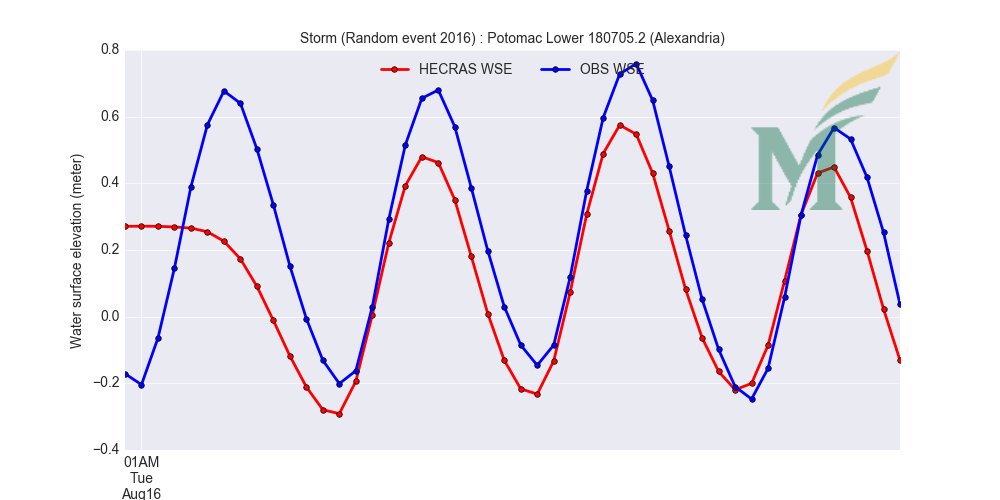 Storm (Random event 2016) : Potomac Lower 180705.2 (Alexandria)
HECRAS WSE
OBS WSE
Water surface elevation (meter)
0.8
0.6
0.4
0.2
0.0
−0.2
−0.4
01AM
Tue
Aug16
M